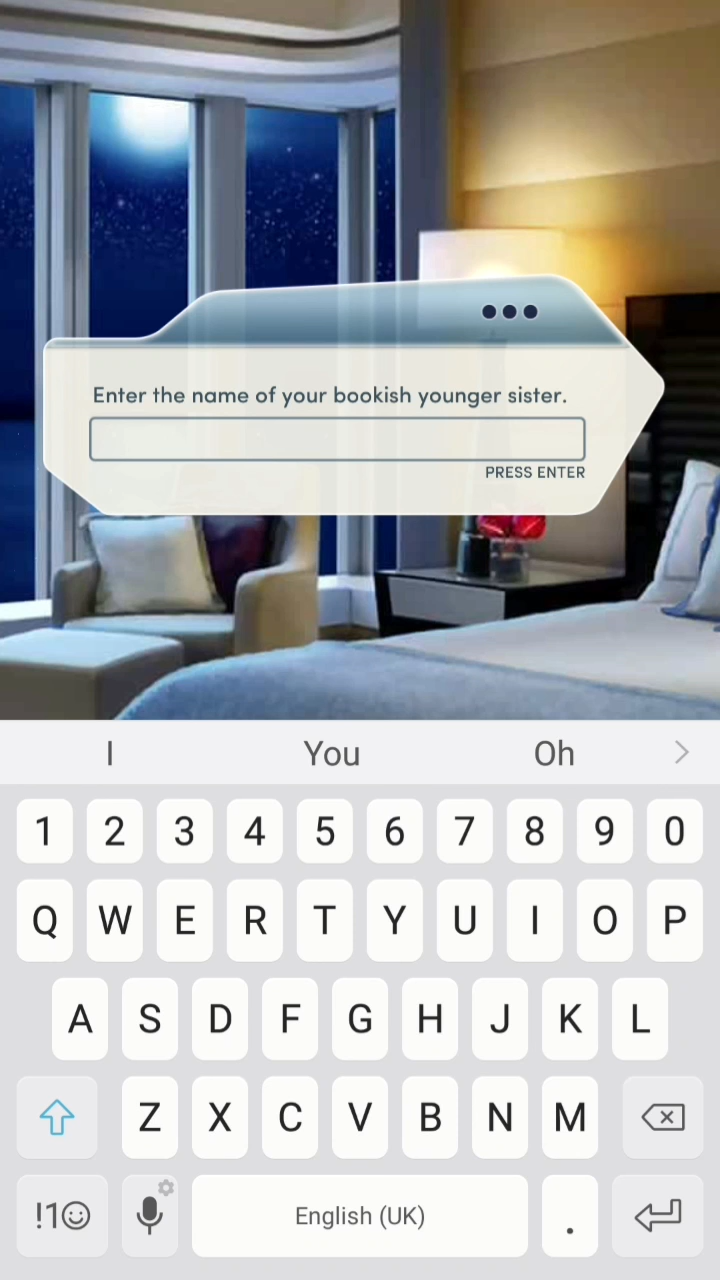 Enter the name of your bookish younger sister.
PRESS ENTER
I You Oh
1 2 3 4 5 6 7 8 9 0
Q W E R T Y U I O P
A S D F G H J K L
Z X C V B N M
!1☺ English (UK) .